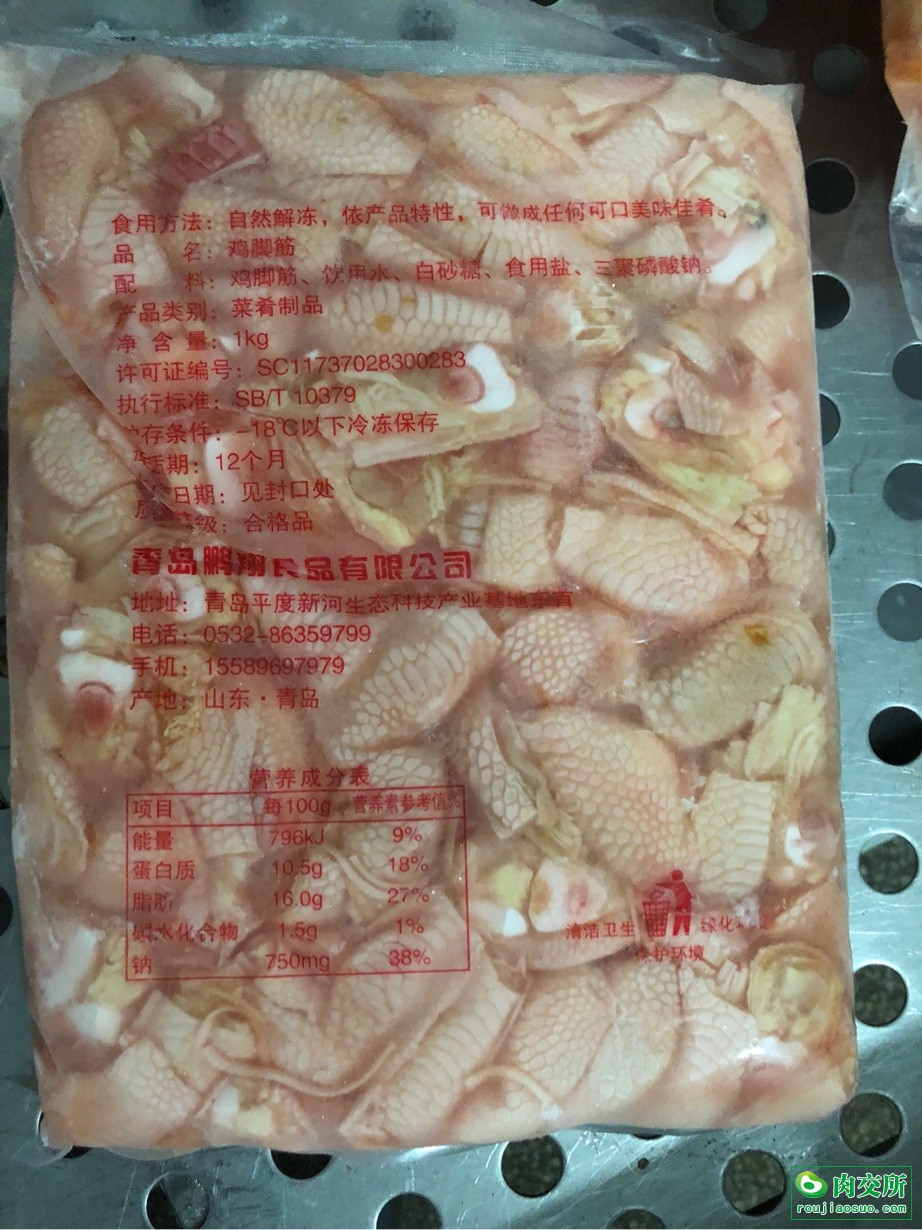 食用方法：自然解冻，依产品特性，可做成任何可口美味佳肴。
品 名：鸡脚筋
配 料：鸡脚筋、饮用水、白砂糖、食用盐、三聚磷酸钠。
产品类别：菜肴制品
净 含 量：1kg
许可证编号：SC11737028300283
执行标准：SB/T 10379
贮存条件：-18℃以下冷冻保存
质期：12个月
日期：见封口处
质 等级：合格品
青岛鹏翔食品有限公司
地址：青岛平度新河生态科技产业基地东首
电话：0532-86359799
手机：15589697979
产地：山东·青岛
营养成分表
项目 每100g 营养素参考值%
能量 796kJ 9%
蛋白质 10.5g 18%
脂肪 16.0g 27%
碳水化合物 1.5g 1%
钠 750mg 38%
清洁卫生 绿化
保护环境
肉交所
roujiaosuo.com